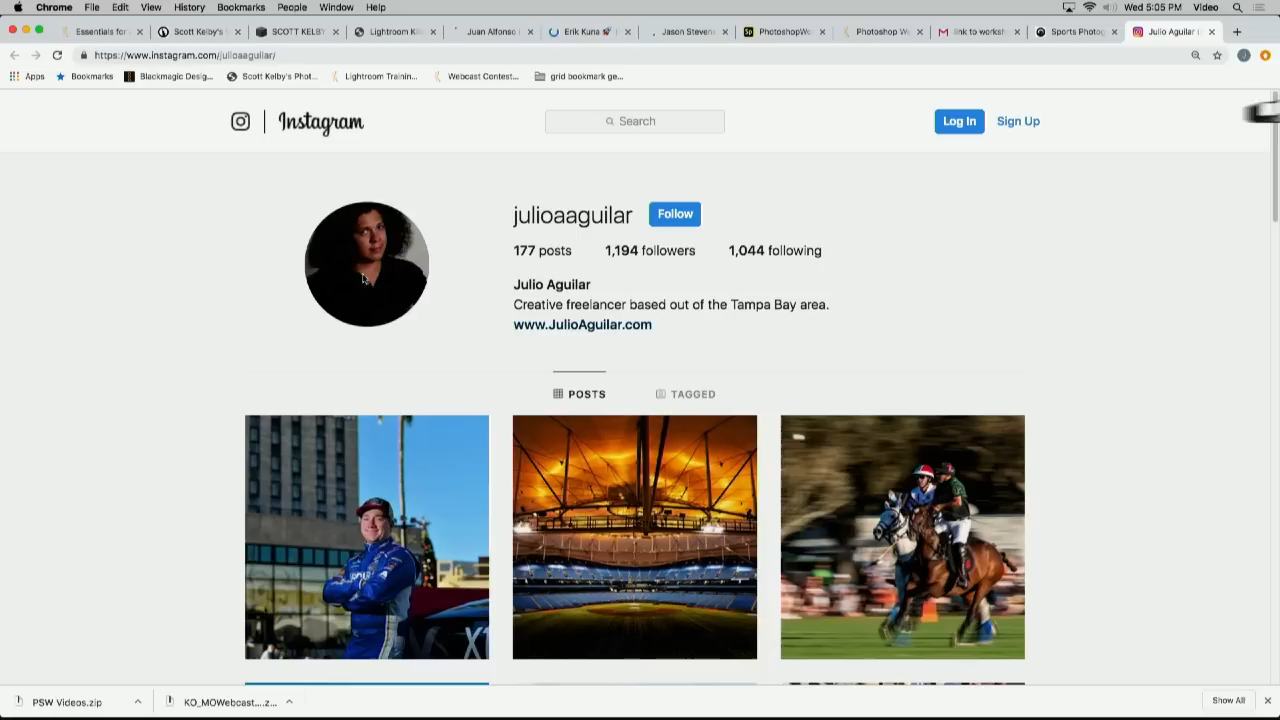 Chrome File Edit View History Bookmarks People Window Help Wed 5:05 PM Video
Essentials for Scott Kelby's SCOTT KELBY Lightroom K Juan Alfonso Erik Kuna 🚀 Jason Steven PhotoshopWo Photoshop Wo link to works Sports Photog Julio Aguilar
https://www.instagram.com/julioaaguilar/
Apps Bookmarks Blackmagic Desig... Scott Kelby's Phot... Lightroom Trainin... Webcast Contest... grid bookmark ge...
Instagram Search Log In Sign Up
julioaaguilar Follow
177 posts 1,194 followers 1,044 following
Julio Aguilar
Creative freelancer based out of the Tampa Bay area.
www.JulioAguilar.com
POSTS TAGGED
PSW Videos.zip KO_MOWebcast....z... Show All